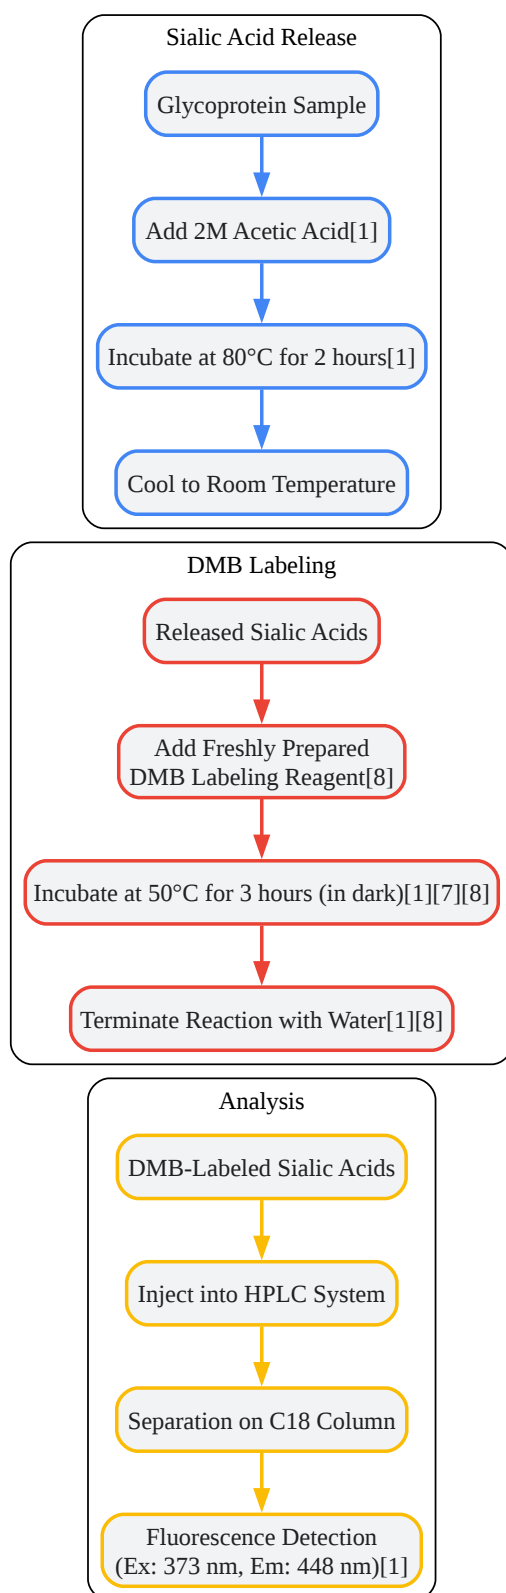 Sialic Acid Release
Glycoprotein Sample
Add 2M Acetic Acid[1]
Incubate at 80°C for 2 hours[1]
Cool to Room Temperature
DMB Labeling
Released Sialic Acids
Add Freshly Prepared
DMB Labeling Reagent[8]
Incubate at 50°C for 3 hours (in dark)[1][7][8]
Terminate Reaction with Water[1][8]
Analysis
DMB-Labeled Sialic Acids
Inject into HPLC System
Separation on C18 Column
Fluorescence Detection
(Ex: 373 nm, Em: 448 nm)[1]